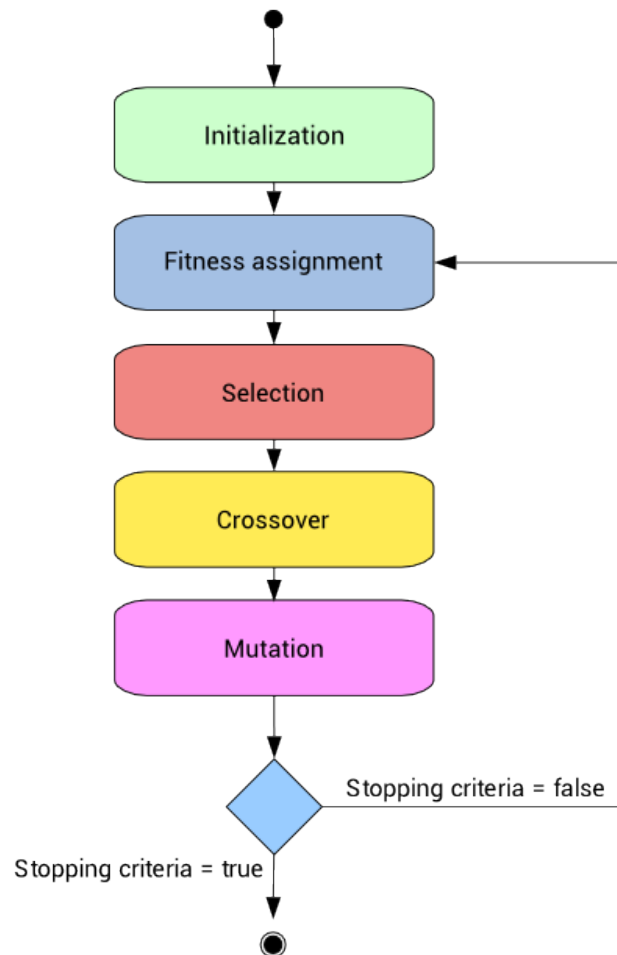 Initialization
Fitness assignment
Selection
Crossover
Mutation
Stopping criteria = false
Stopping criteria = true